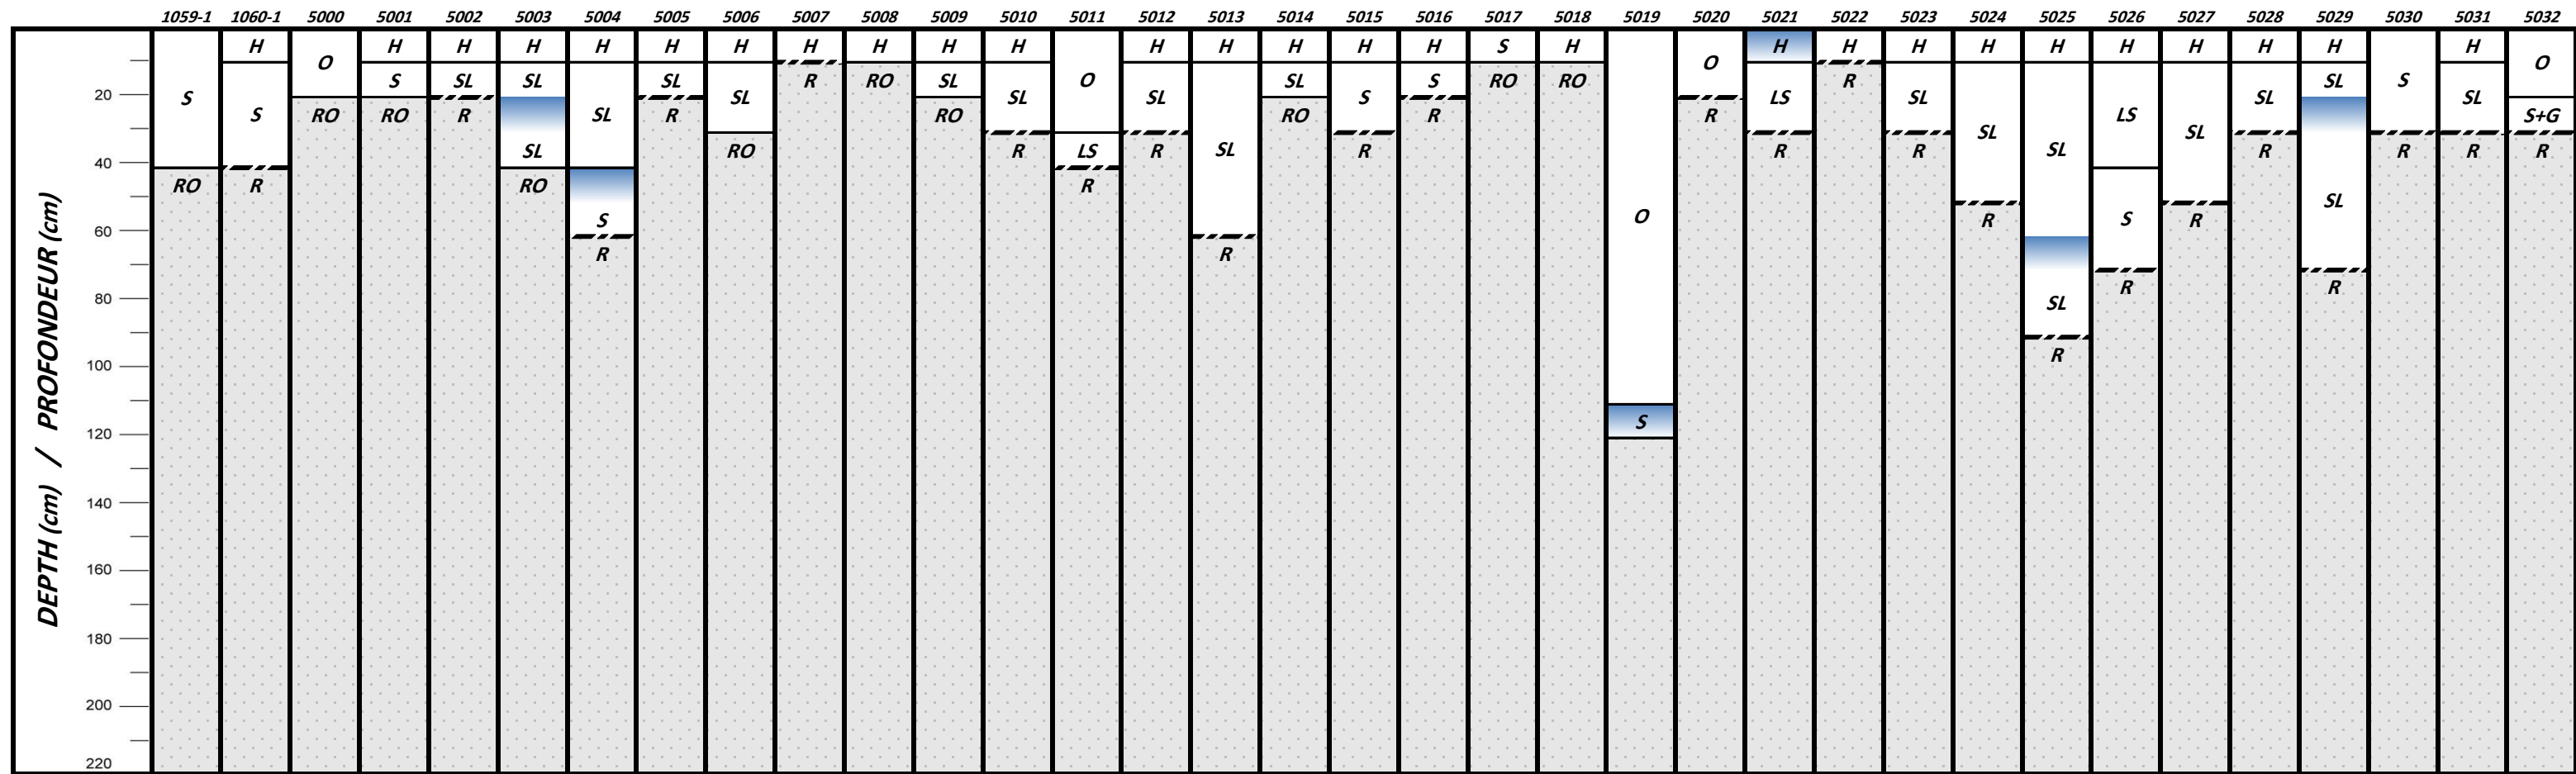 1059-1 1060-1 5000 5001 5002 5003 5004 5005 5006 5007 5008 5009 5010 5011 5012 5013 5014 5015 5016 5017 5018 5019 5020 5021 5022 5023 5024 5025 5026 5027 5028 5029 5030 5031 5032
H H H H H H H H H H H H H H H H S H H H H H H H H H H H
O O
S S SL SL SL R RO SL O SL RO S RO RO R SL O
20 S SL SL S SL LS SL SL S SL
S SL LS
RO RO R R RO RO R R S+G
SL SL
SL RO R LS R SL R R R SL R R R R
40
RO R RO R
S O R S R SL
60
R R
80 SL R R
100 R
120 S
140
160
180
200
220
DEPTH (cm) / PROFONDEUR (cm)